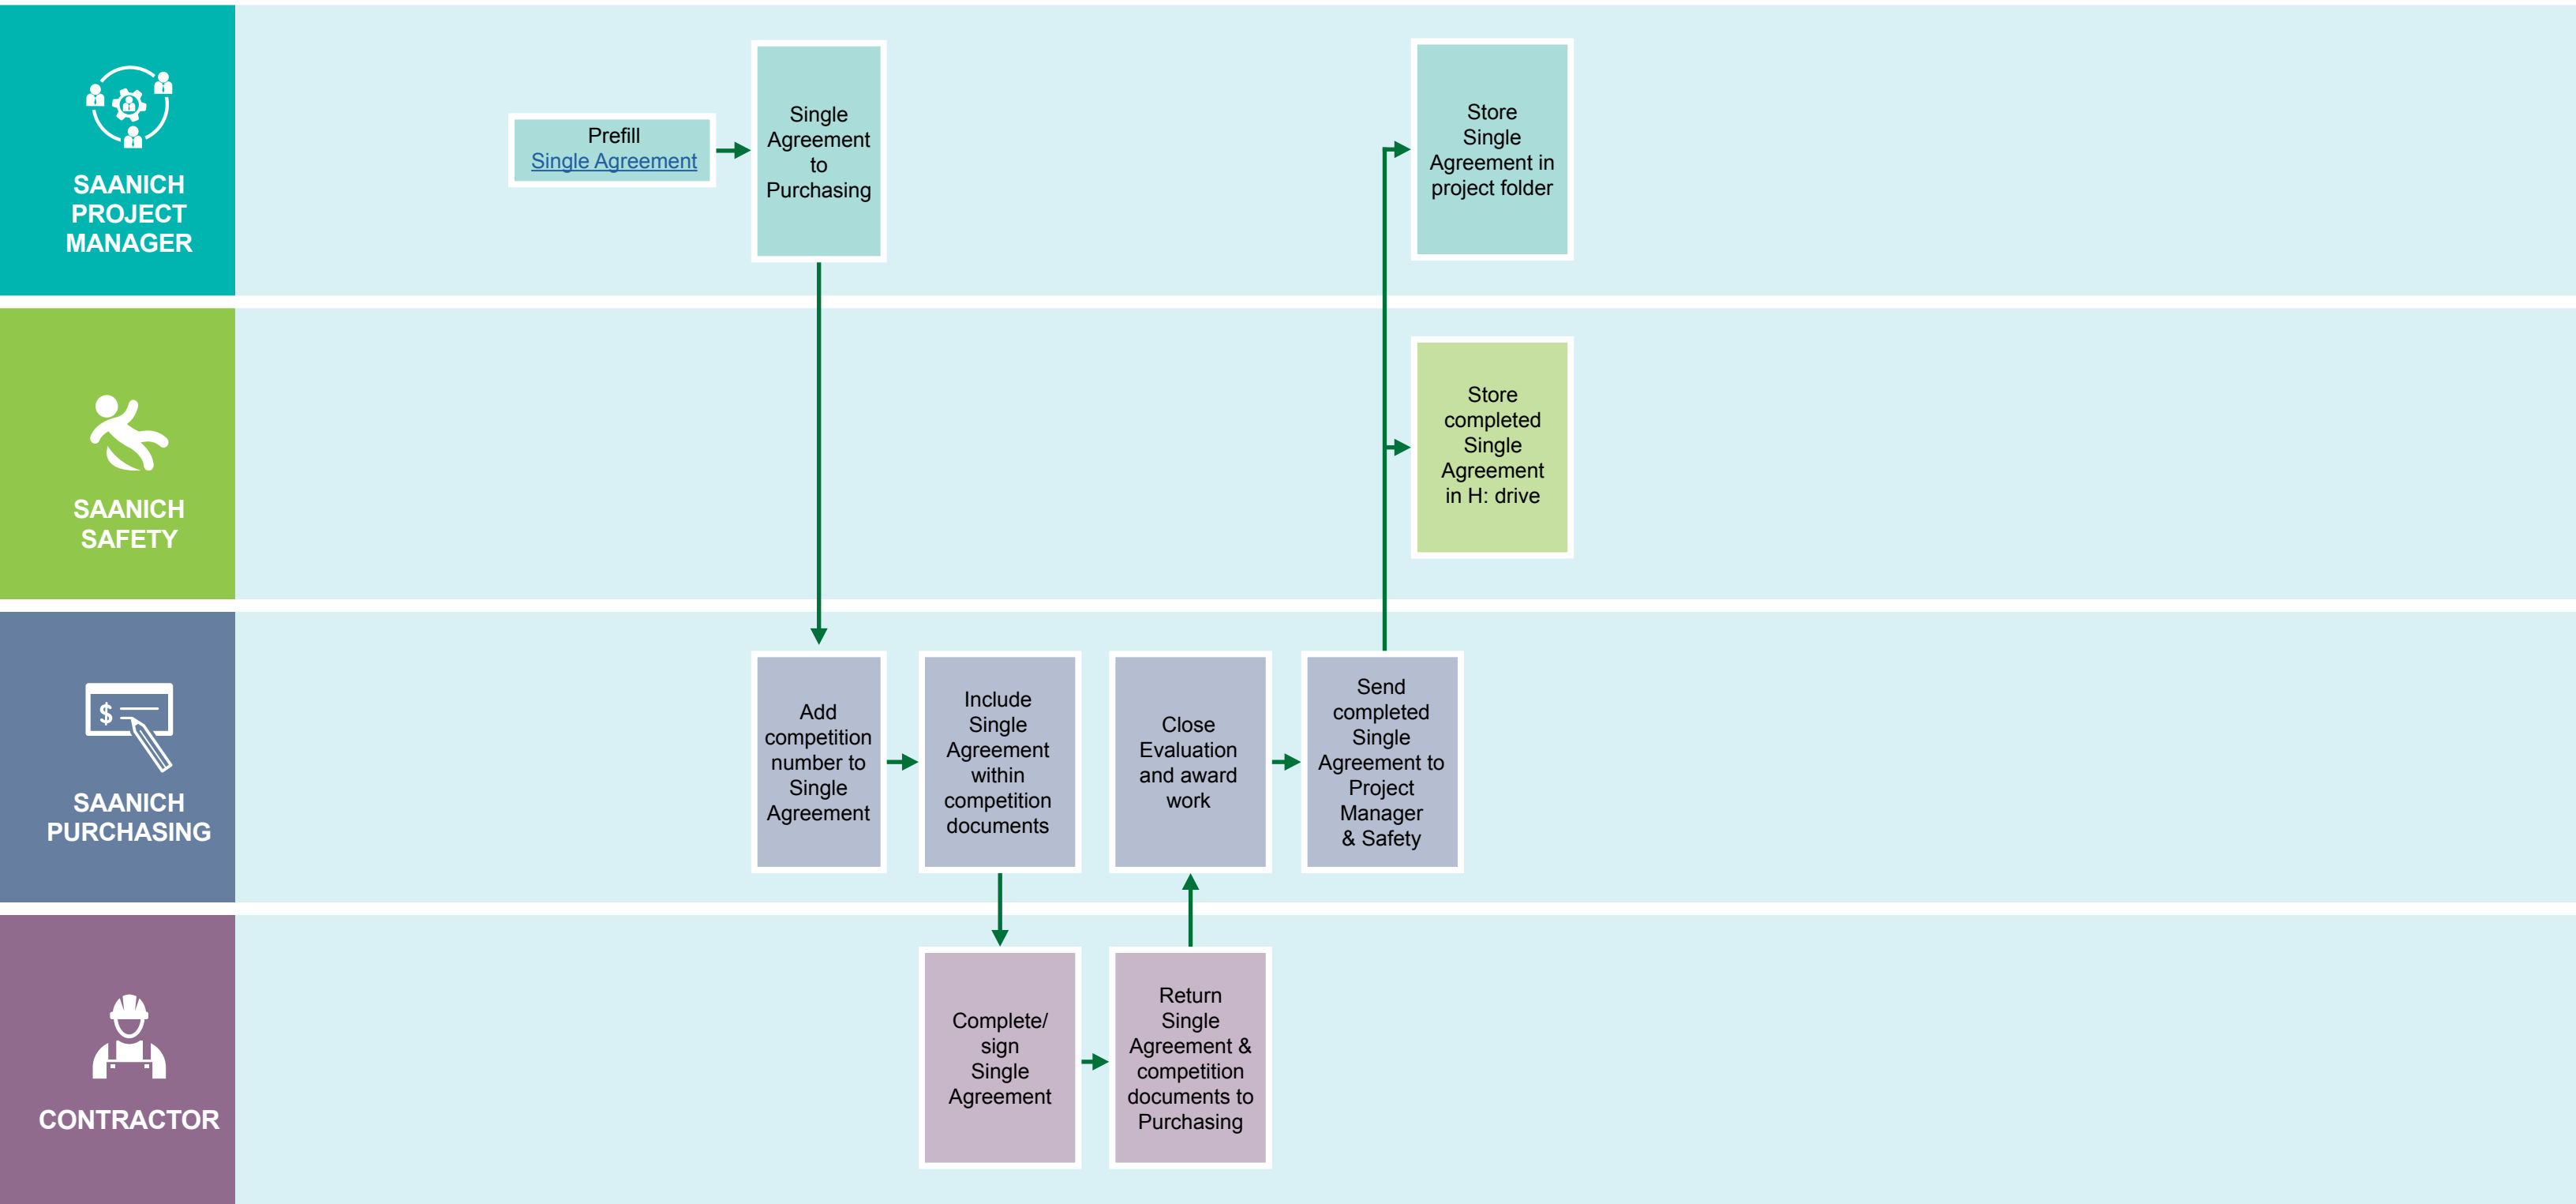 SAANICH
PROJECT
MANAGER
Prefill
Single Agreement
Single
Agreement
to
Purchasing
Store
Single
Agreement in
project folder
SAANICH
SAFETY
Store
completed
Single
Agreement
in H: drive
SAANICH
PURCHASING
$
Add
competition
number to
Single
Agreement
Include
Single
Agreement
within
competition
documents
Close
Evaluation
and award
work
Send
completed
Single
Agreement to
Project
Manager
& Safety
CONTRACTOR
Complete/
sign
Single
Agreement
Return
Single
Agreement &
competition
documents to
Purchasing